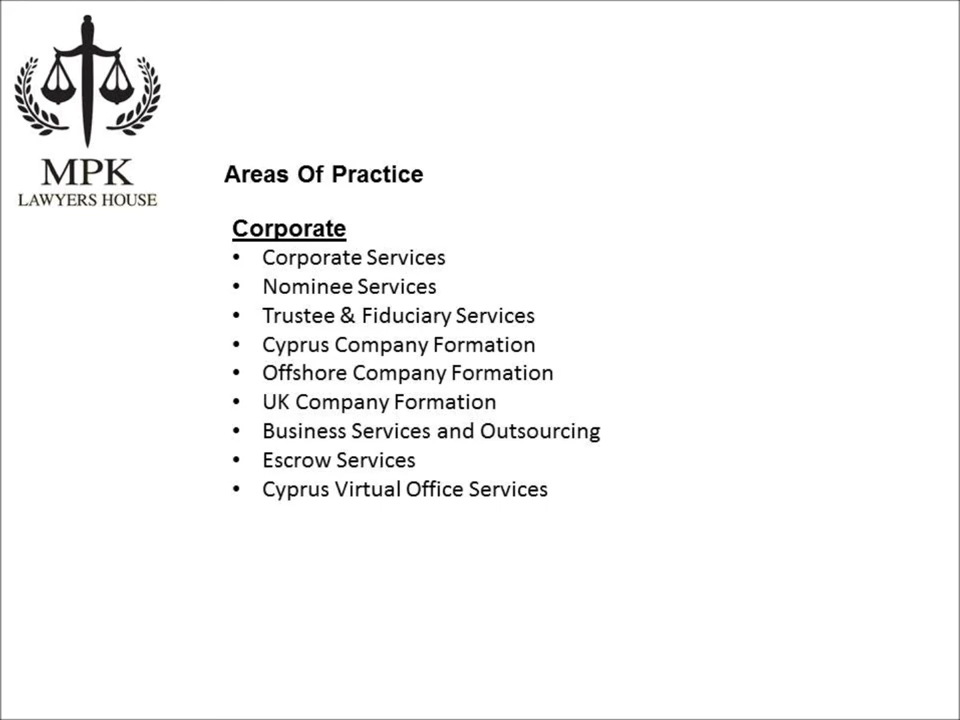 MPK
LAWYERS HOUSE
Areas Of Practice
Corporate
• Corporate Services
• Nominee Services
• Trustee & Fiduciary Services
• Cyprus Company Formation
• Offshore Company Formation
• UK Company Formation
• Business Services and Outsourcing
• Escrow Services
• Cyprus Virtual Office Services